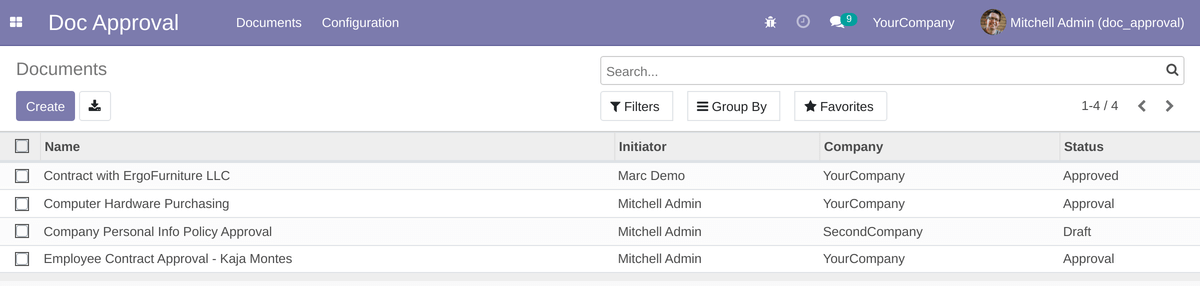 Doc Approval Documents Configuration 9 YourCompany Mitchell Admin (doc_approval)
Documents Search...
Create Filters Group By Favorites 1-4 / 4
Name Initiator Company Status
Contract with ErgoFurniture LLC Marc Demo YourCompany Approved
Computer Hardware Purchasing Mitchell Admin YourCompany Approval
Company Personal Info Policy Approval Mitchell Admin SecondCompany Draft
Employee Contract Approval - Kaja Montes Mitchell Admin YourCompany Approval